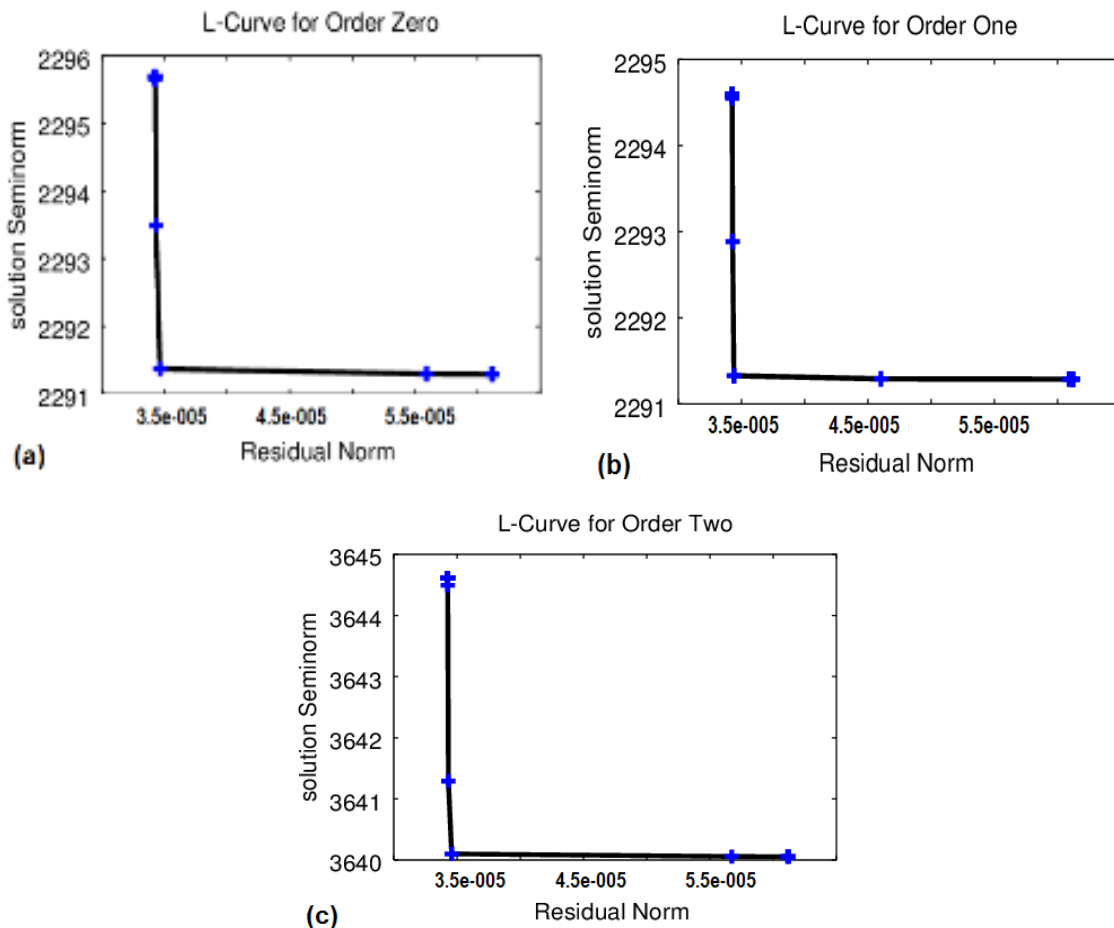 L-Curve for Order Zero
2296
2295
2294
2293
2292
2291
solution Seminorm
3.5e-005 4.5e-005 5.5e-005
Residual Norm
(a)
L-Curve for Order One
2295
2294
2293
2292
2291
solution Seminorm
3.5e-005 4.5e-005 5.5e-005
Residual Norm
(b)
L-Curve for Order Two
3645
3644
3643
3642
3641
3640
solution Seminorm
3.5e-005 4.5e-005 5.5e-005
Residual Norm
(c)